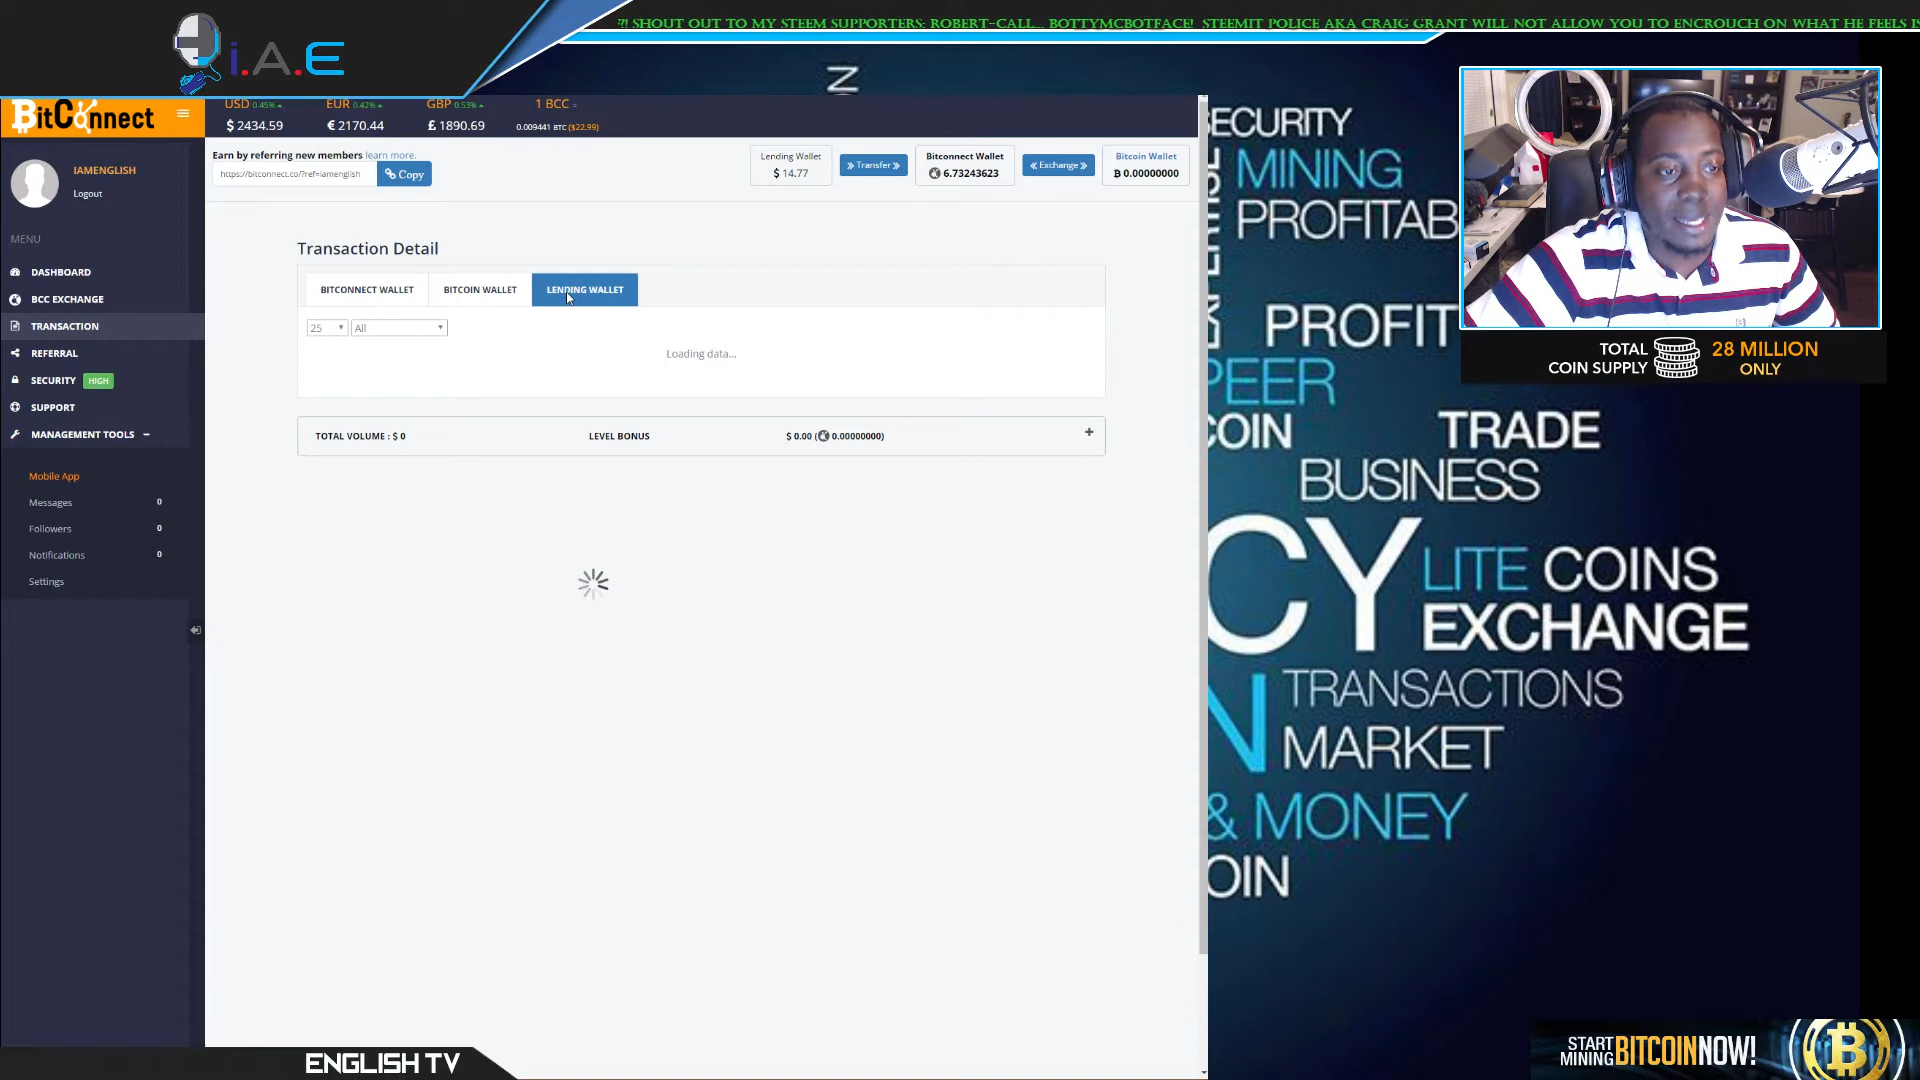 ?! SHOUT OUT TO MY STEEM SUPPORTERS: ROBERT-CALL... BOTTYMCBOTFACE! STEEMIT POLICE AKA CRAIG GRANT WILL NOT ALLOW YOU TO ENCROUCH ON WHAT HE FEELS IS
i.A.E
BitConnect
USD 0.45%
EUR 0.42%
GBP 0.53%
1 BCC
$ 2434.59
€ 2170.44
£ 1890.69
0.009441 BTC ($22.99)
IAMENGLISH
Logout
MENU
DASHBOARD
BCC EXCHANGE
TRANSACTION
REFERRAL
SECURITY HIGH
SUPPORT
MANAGEMENT TOOLS −
Mobile App
Messages 0
Followers 0
Notifications 0
Settings
Earn by referring new members learn more.
https://bitconnect.co/?ref=iamenglish
Copy
Lending Wallet
$ 14.77
Transfer
Bitconnect Wallet
6.73243623
Exchange
Bitcoin Wallet
B 0.00000000
Transaction Detail
BITCONNECT WALLET
BITCOIN WALLET
LENDING WALLET
25
All
Loading data...
TOTAL VOLUME : $ 0
LEVEL BONUS
$ 0.00 ( 0.00000000)
+
N
ECURITY
MINING
PROFITAB
PROFIT
PEER
COIN
TRADE
BUSINESS
CY
LITE COINS
EXCHANGE
N
TRANSACTIONS
MARKET
& MONEY
OIN
TOTAL
COIN SUPPLY
28 MILLION
ONLY
ENGLISH TV
START
MINING BITCOIN NOW!